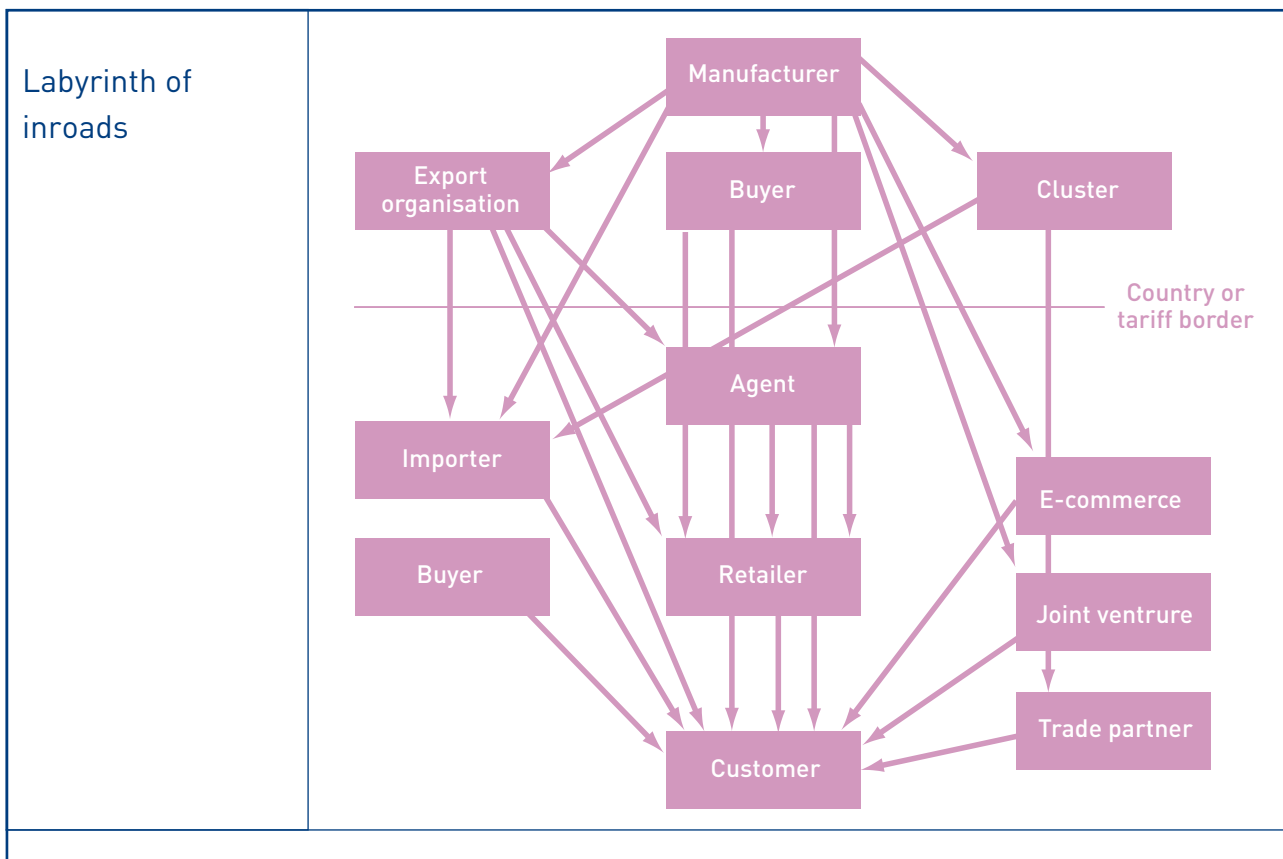 Labyrinth of
inroads
Manufacturer
Export
organisation
Buyer
Cluster
Country or
tariff border
Agent
Importer
E-commerce
Buyer
Retailer
Joint ventrure
Trade partner
Customer